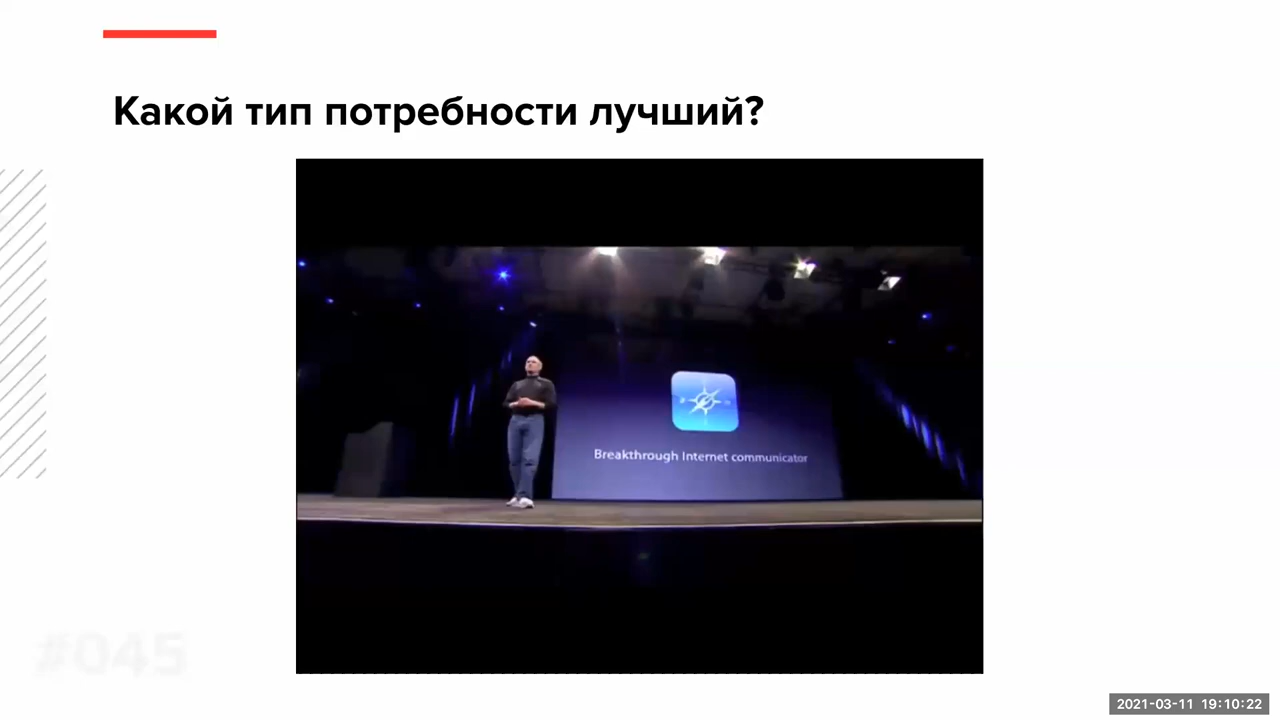 Какой тип потребности лучший?
Breakthrough Internet communicator
#045
2021-03-11 19:10:22